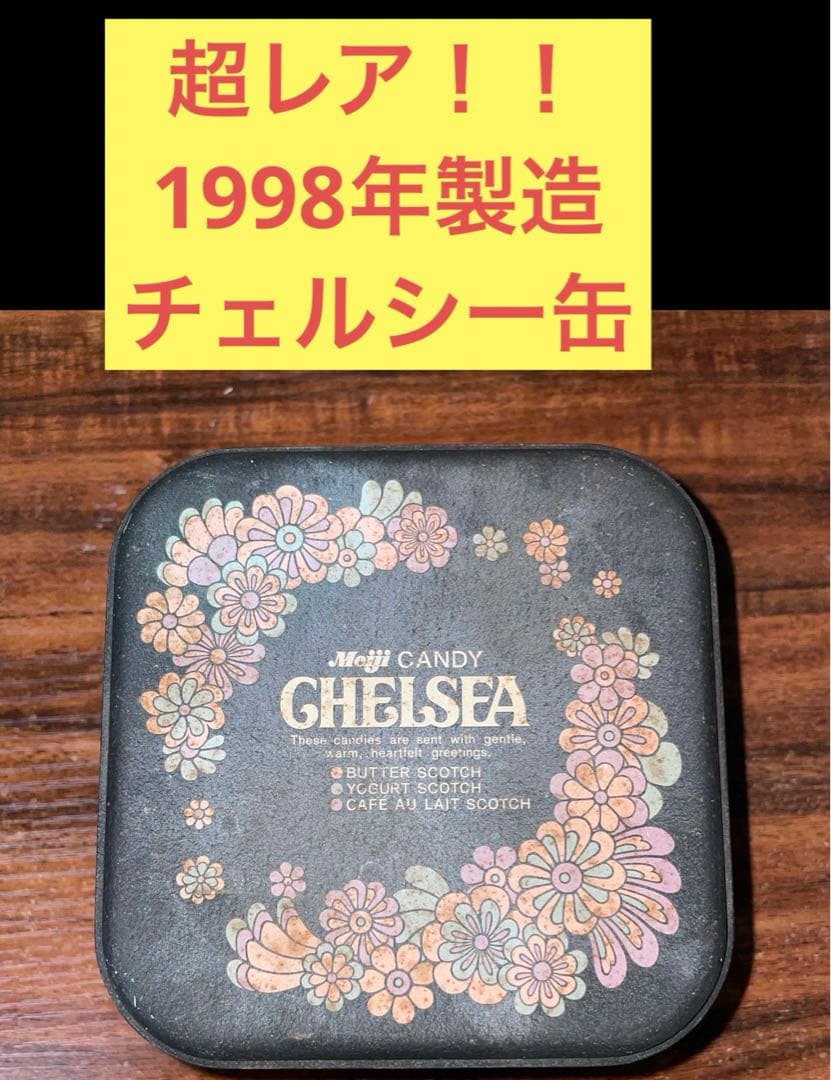 超レア！！
1998年製造
チェルシー缶
Meiji CANDY
CHELSEA
These candies are sent with gentle,
warm, heartfelt greetings.
BUTTER SCOTCH
YOGURT SCOTCH
CAFÉ AU LAIT SCOTCH